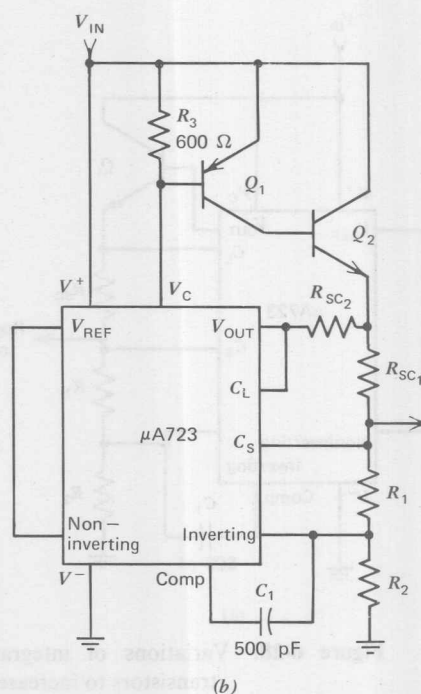 V_IN
R_3
600 Ω
Q_1
Q_2
V^+
V_C
R_SC2
V_REF
V_OUT
C_L
R_SC1
μA723
C_S
R_1
Non–
inverting
Inverting
V^–
Comp
C_1
500 pF
R_2
(b)